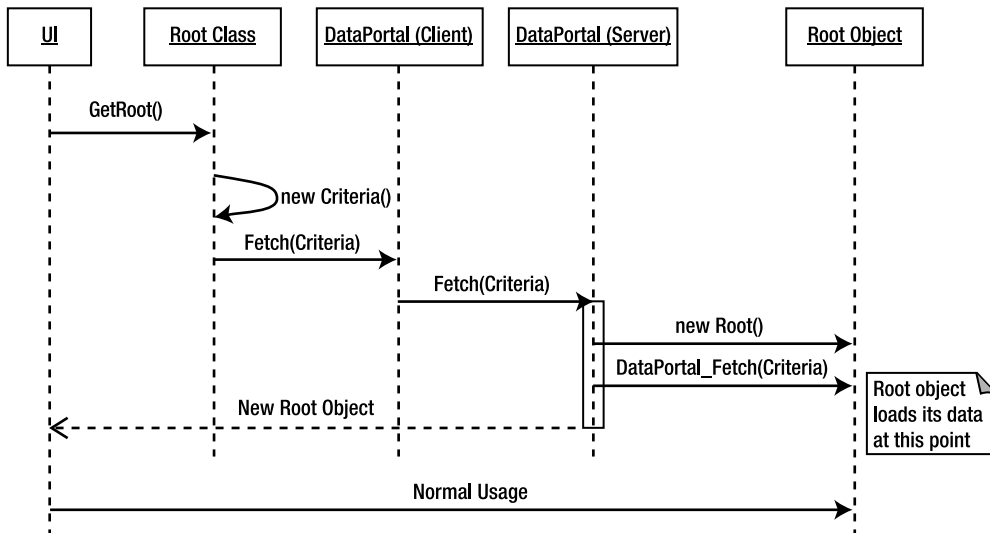 UI
Root Class
DataPortal (Client)
DataPortal (Server)
Root Object
GetRoot()
new Criteria()
Fetch(Criteria)
Fetch(Criteria)
new Root()
DataPortal_Fetch(Criteria)
Root object
loads its data
at this point
New Root Object
Normal Usage